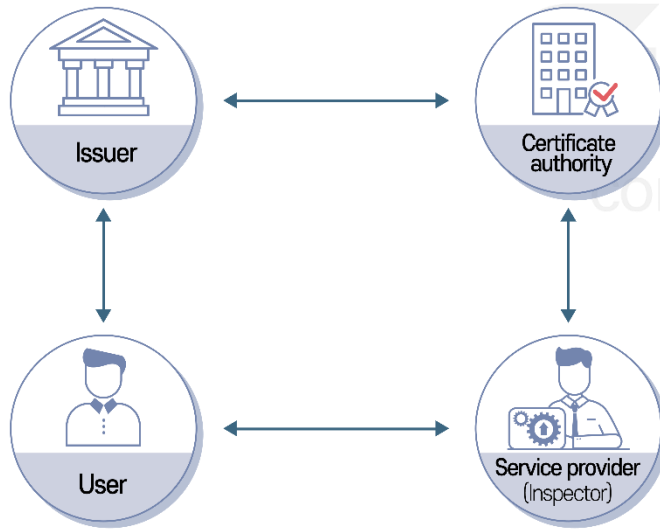 Issuer
Certificate
authority
User
Service provider
(Inspector)